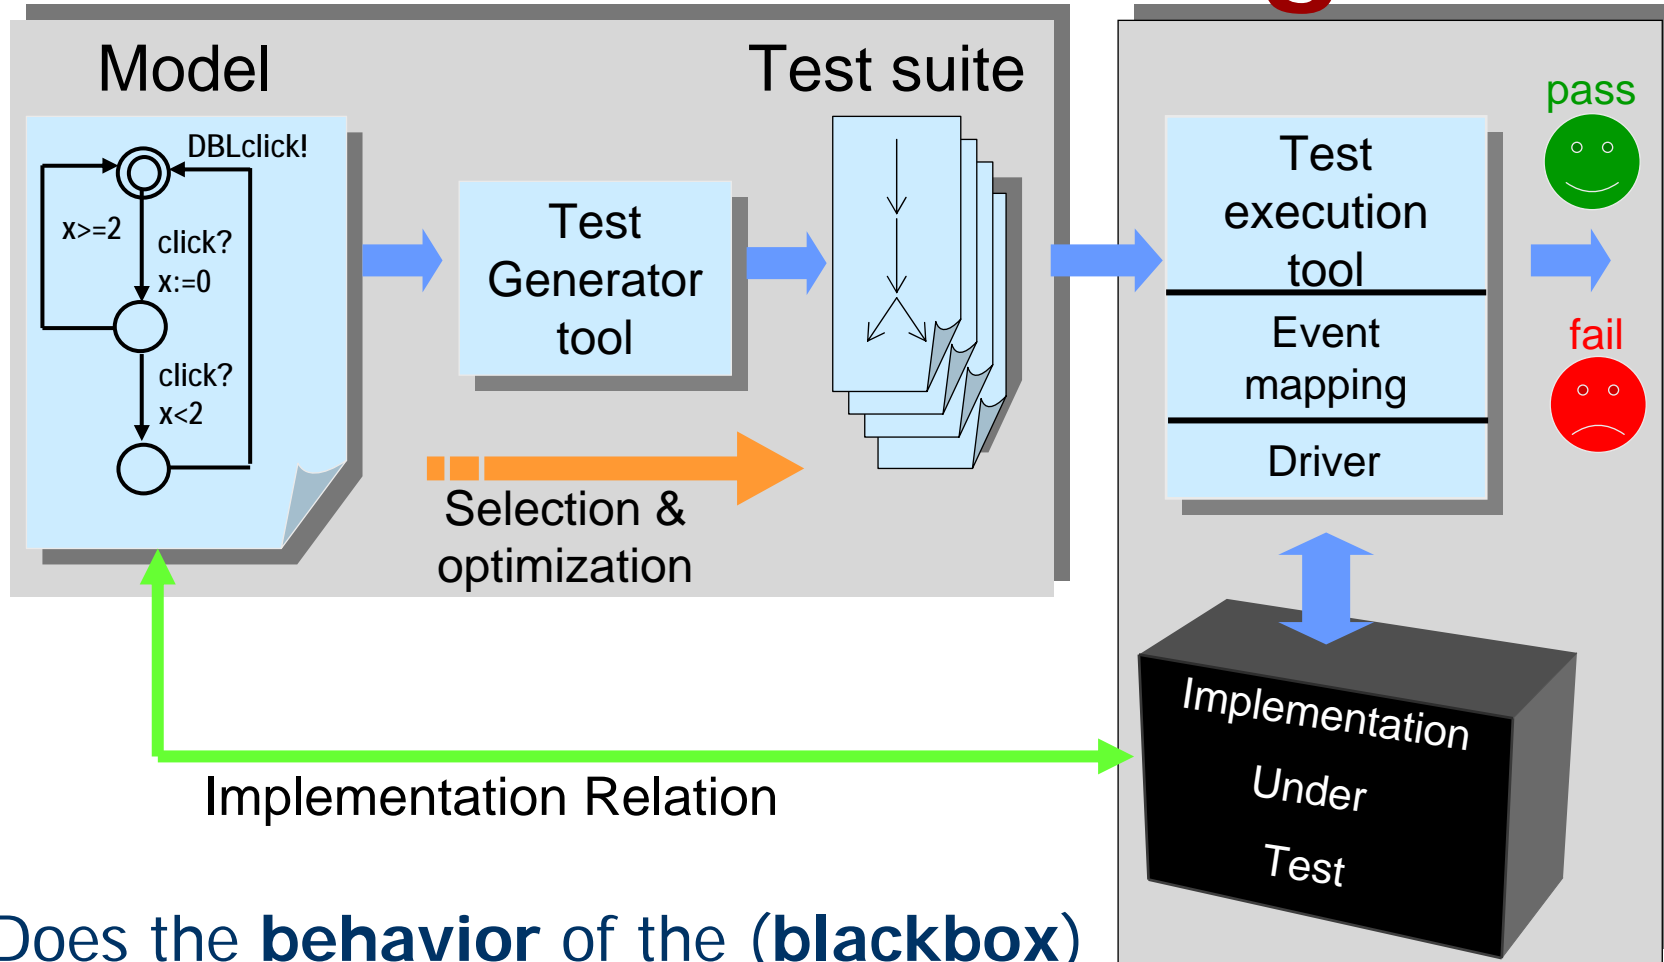 Model
DBLclick!
x>=2
click?
x:=0
click?
x<2
Test
Generator
tool
Selection &
optimization
Test suite
Test
execution
tool
Event
mapping
Driver
pass
fail
Implementation
Under
Test
Implementation Relation
Does the behavior of the (blackbox)